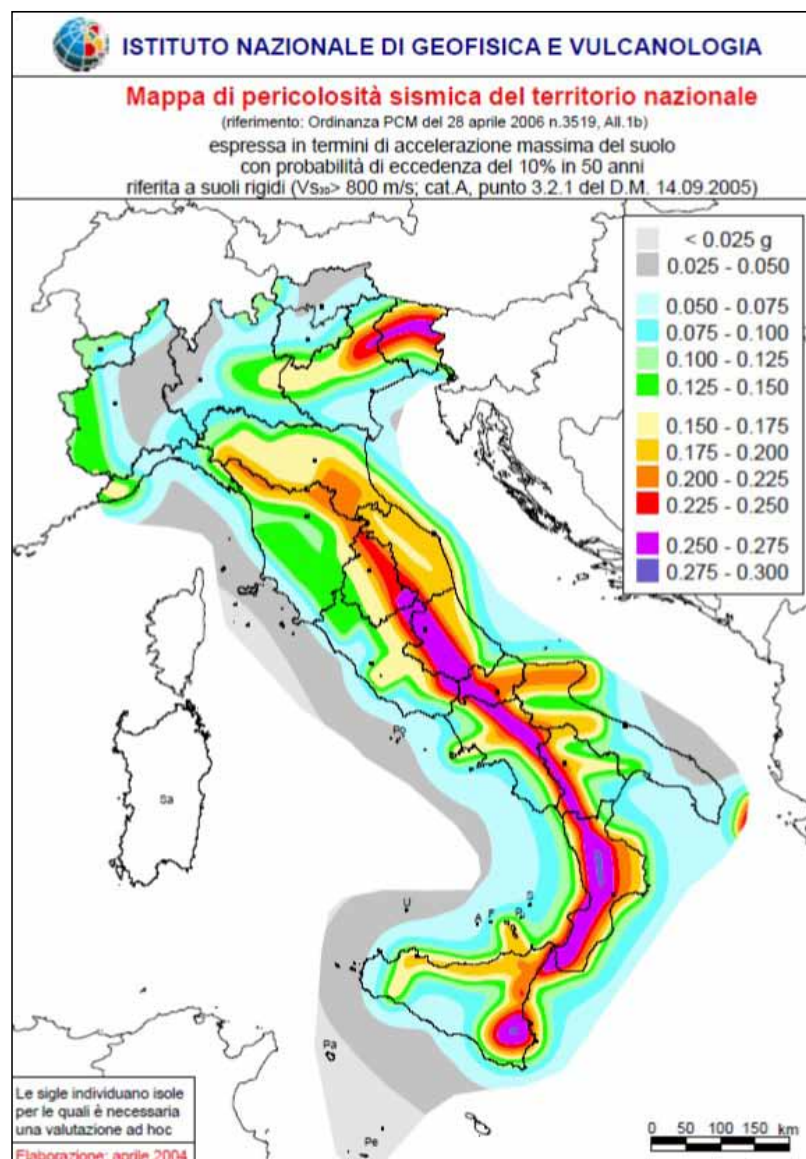 ISTITUTO NAZIONALE DI GEOFISICA E VULCANOLOGIA
Mappa di pericolosità sismica del territorio nazionale
(riferimento: Ordinanza PCM del 28 aprile 2006 n.3519, All.1b)
espressa in termini di accelerazione massima del suolo
con probabilità di eccedenza del 10% in 50 anni
riferita a suoli rigidi (Vs₃₀> 800 m/s; cat.A, punto 3.2.1 del D.M. 14.09.2005)
< 0.025 g
0.025 - 0.050
0.050 - 0.075
0.075 - 0.100
0.100 - 0.125
0.125 - 0.150
0.150 - 0.175
0.175 - 0.200
0.200 - 0.225
0.225 - 0.250
0.250 - 0.275
0.275 - 0.300
Po
Sa
U
A
F
S
Pa
Pe
Le sigle individuano isole
per le quali è necessaria
una valutazione ad hoc
Elaborazione: aprile 2004
0 50 100 150 km